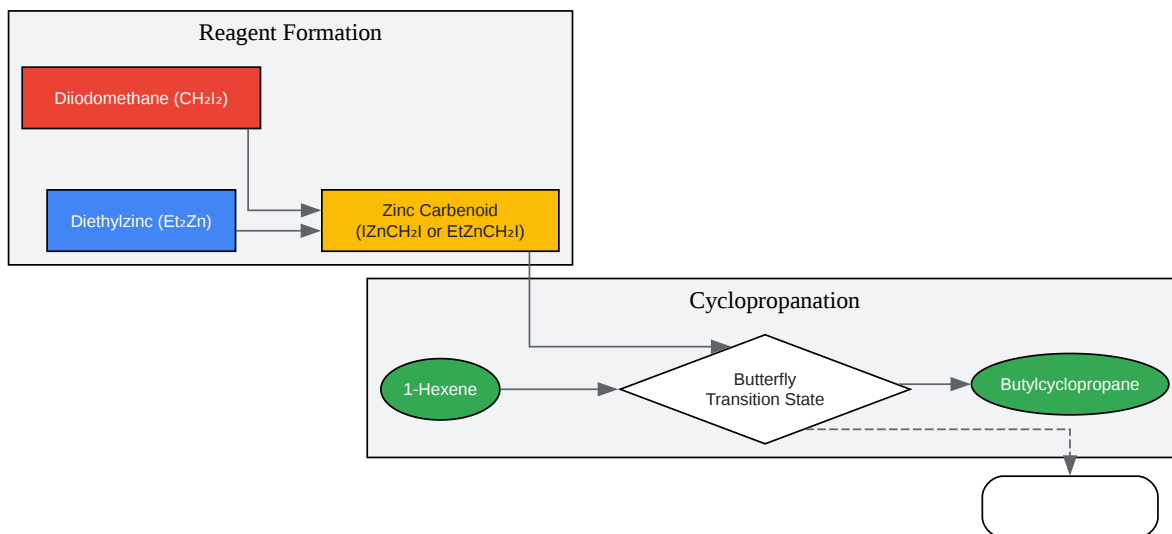 Reagent Formation
Diiodomethane (CH₂I₂)
Diethylzinc (Et₂Zn)
Zinc Carbenoid
(IZnCH₂I or EtZnCH₂I)
Cyclopropanation
1-Hexene
Butterfly
Transition State
Butylcyclopropane